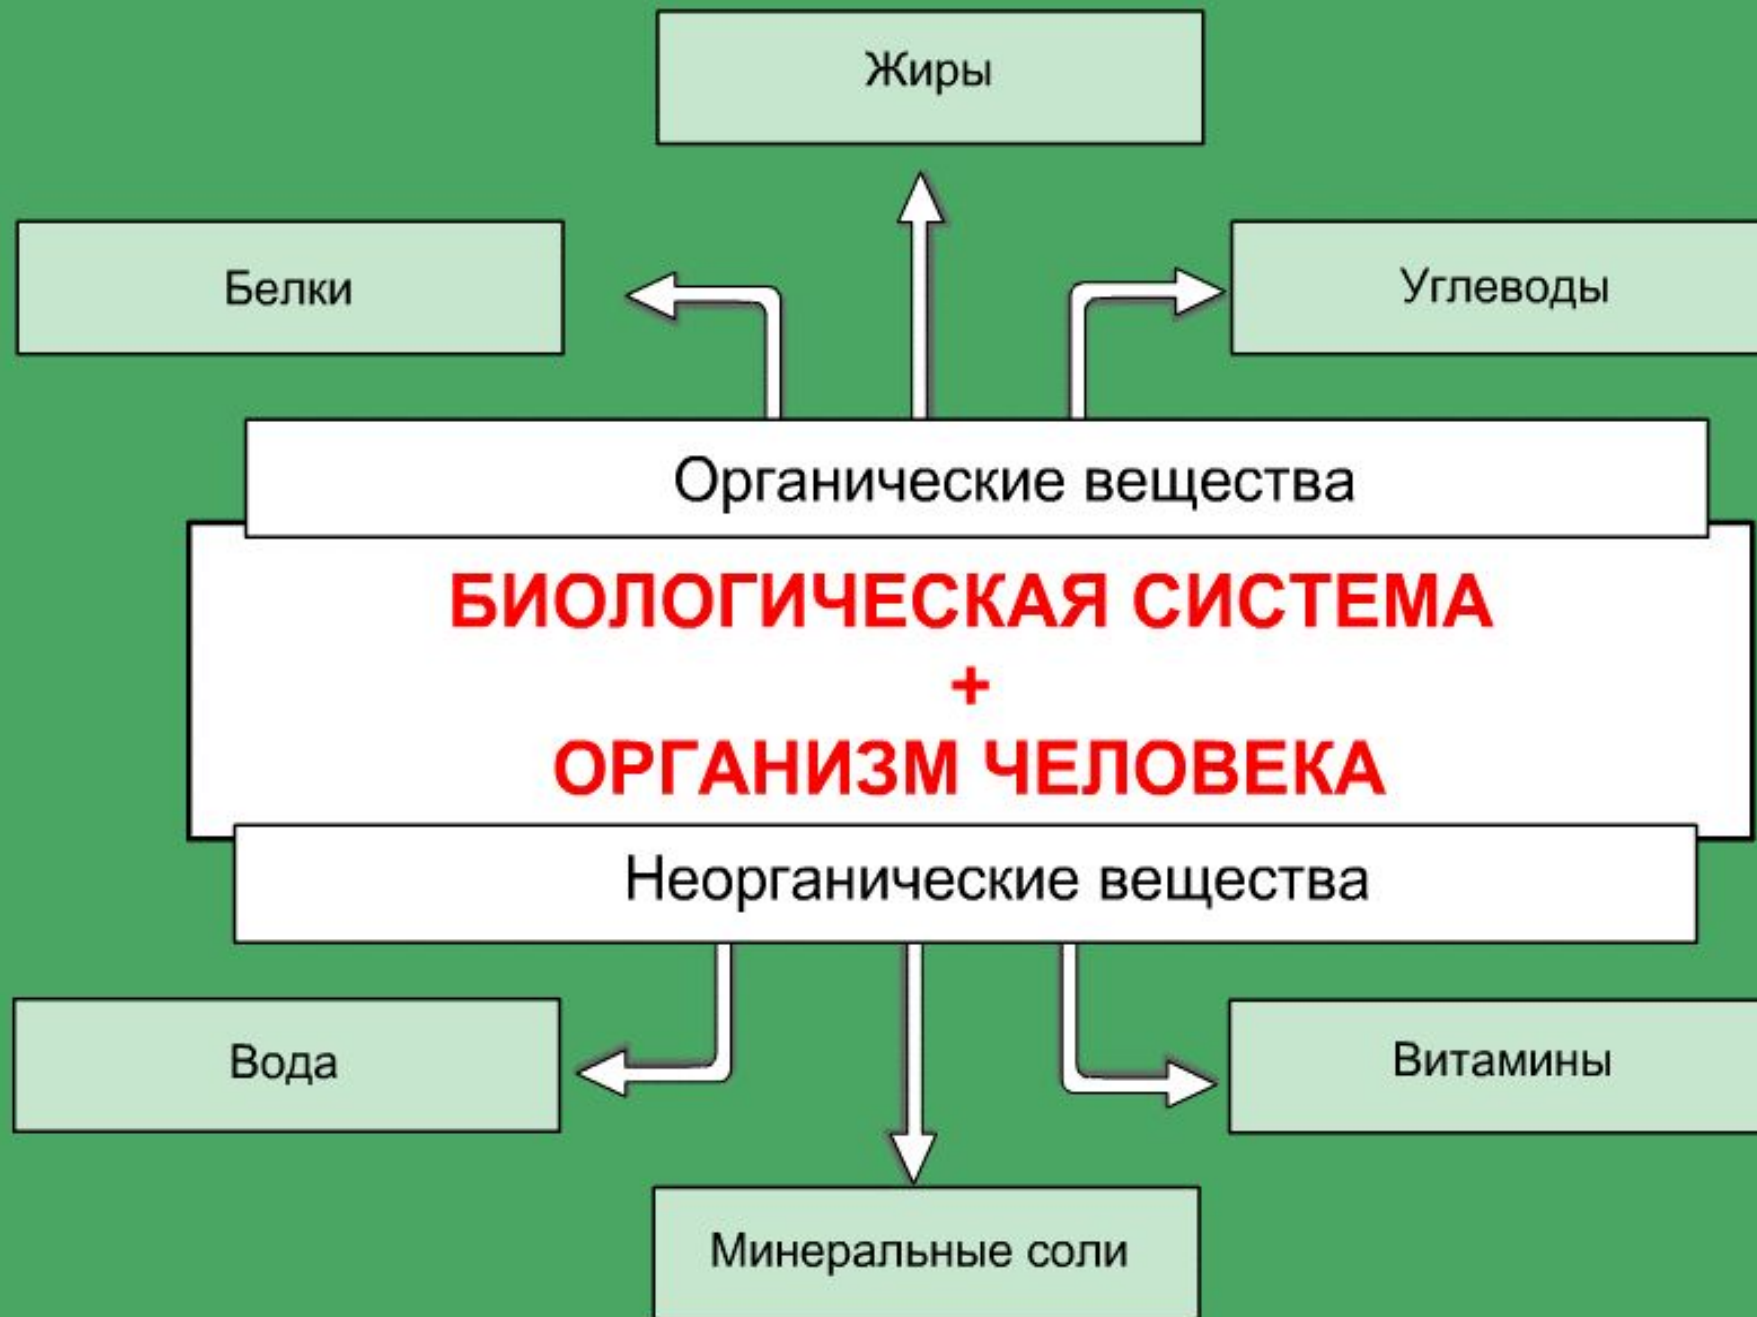 Жиры
Белки
Углеводы
Органические вещества
БИОЛОГИЧЕСКАЯ СИСТЕМА
+
ОРГАНИЗМ ЧЕЛОВЕКА
Неорганические вещества
Вода
Витамины
Минеральные соли